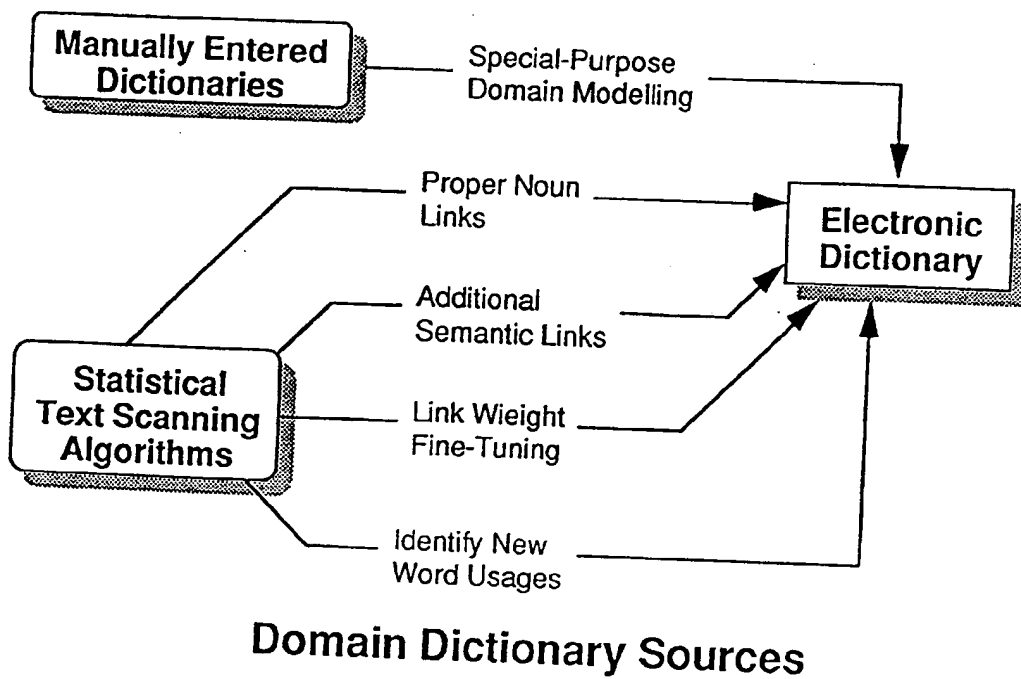 Manually Entered
Dictionaries
Special-Purpose
Domain Modelling
Proper Noun
Links
Electronic
Dictionary
Additional
Semantic Links
Statistical
Text Scanning
Algorithms
Link Wieight
Fine-Tuning
Identify New
Word Usages
Domain Dictionary Sources